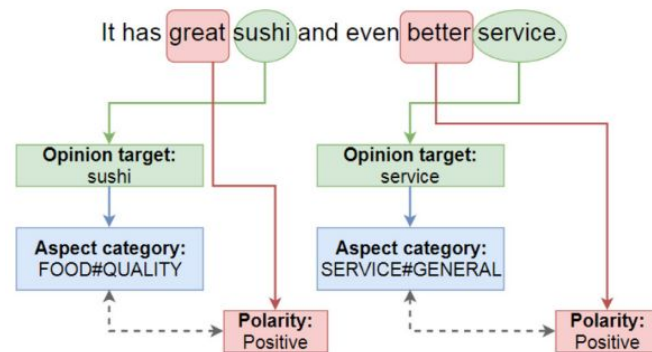 It has great sushi and even better service.
Opinion target:
sushi
Opinion target:
service
Aspect category:
FOOD#QUALITY
Aspect category:
SERVICE#GENERAL
Polarity:
Positive
Polarity:
Positive